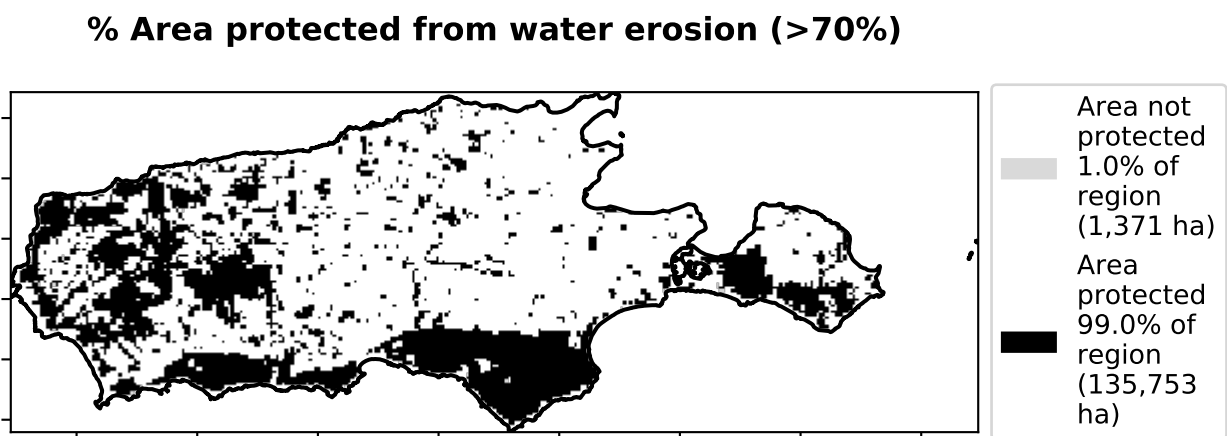 % Area protected from water erosion (>70%)
Area not
protected
1.0% of
region
(1,371 ha)
Area
protected
99.0% of
region
(135,753
ha)